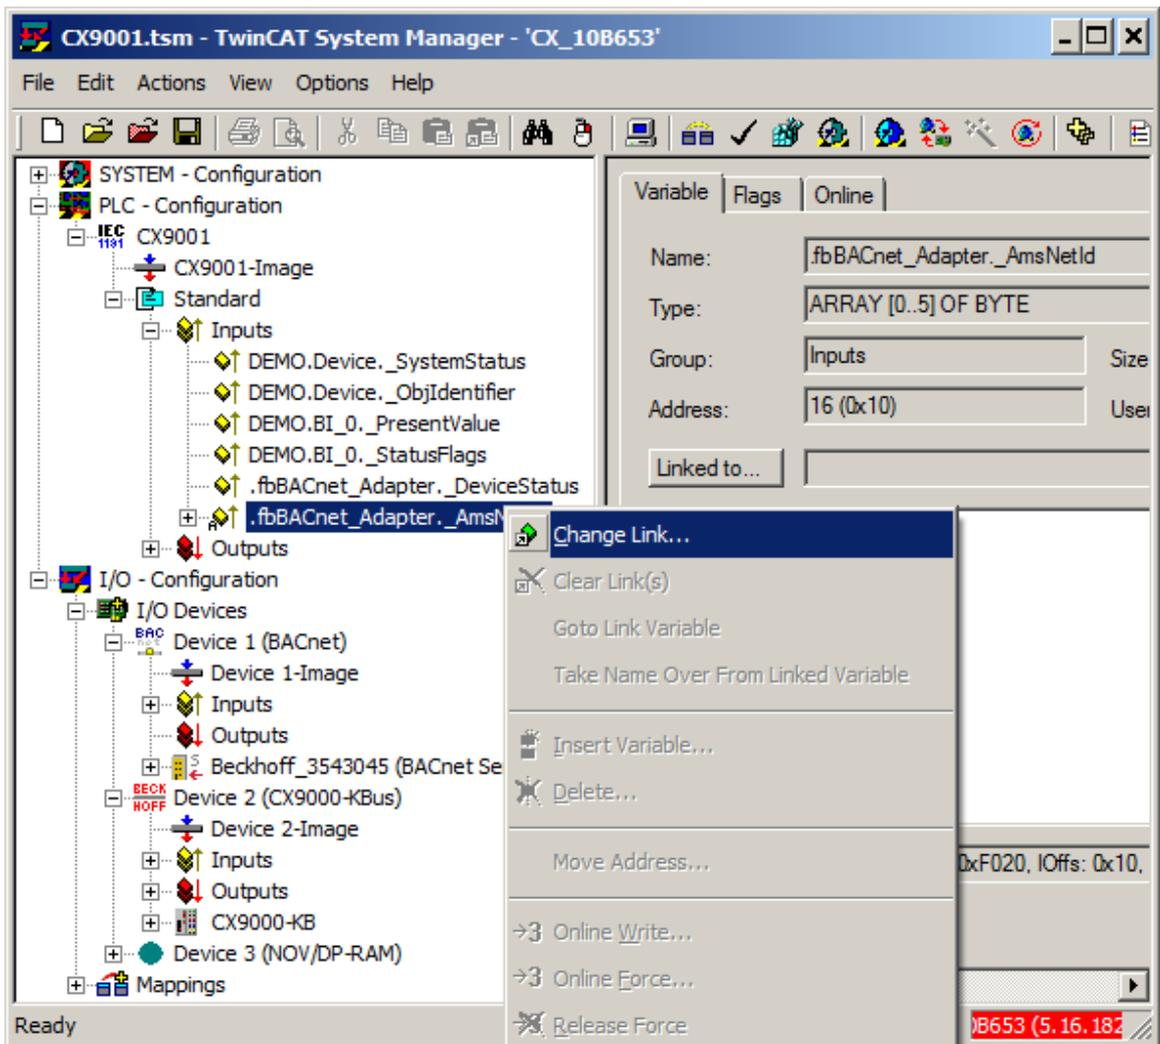 CX9001.tsm - TwinCAT System Manager - 'CX_10B653'
File Edit Actions View Options Help
SYSTEM - Configuration
PLC - Configuration
IEC 1131 CX9001
CX9001-Image
Standard
Inputs
DEMO.Device._SystemStatus
DEMO.Device._ObjIdentifier
DEMO.BI_0._PresentValue
DEMO.BI_0._StatusFlags
.fbBACnet_Adapter._DeviceStatus
.fbBACnet_Adapter._AmsN
Outputs
I/O - Configuration
I/O Devices
BAC net Device 1 (BACnet)
Device 1-Image
Inputs
Outputs
Beckhoff_3543045 (BACnet Se
BECK HOFF Device 2 (CX9000-KBus)
Device 2-Image
Inputs
Outputs
CX9000-KB
Device 3 (NOV/DP-RAM)
Mappings
Variable Flags Online
Name: .fbBACnet_Adapter._AmsNetId
Type: ARRAY [0..5] OF BYTE
Group: Inputs Size
Address: 16 (0x10) User
Linked to...
Change Link...
Clear Link(s)
Goto Link Variable
Take Name Over From Linked Variable
Insert Variable...
Delete...
Move Address...
Online Write...
Online Force...
Release Force
0xF020, IOffs: 0x10,
Ready
0B653 (5.16.182